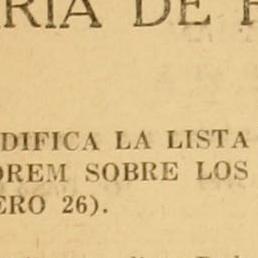 RIA DE
DIFICA LA LISTA
OREM SOBRE LOS
ERO 26).